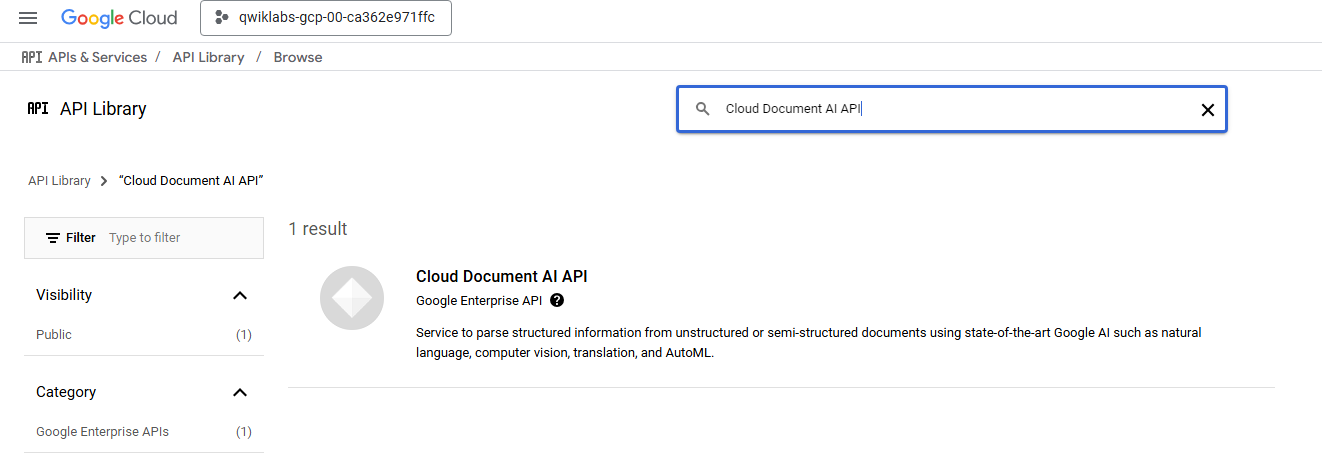 Google Cloud
qwiklabs-gcp-00-ca362e971ffc
API APIs & Services / API Library / Browse
API API Library
Cloud Document AI API
API Library > “Cloud Document AI API”
Filter Type to filter
1 result
Cloud Document AI API
Google Enterprise API ?
Service to parse structured information from unstructured or semi-structured documents using state-of-the-art Google AI such as natural
language, computer vision, translation, and AutoML.
Visibility
Public (1)
Category
Google Enterprise APIs (1)